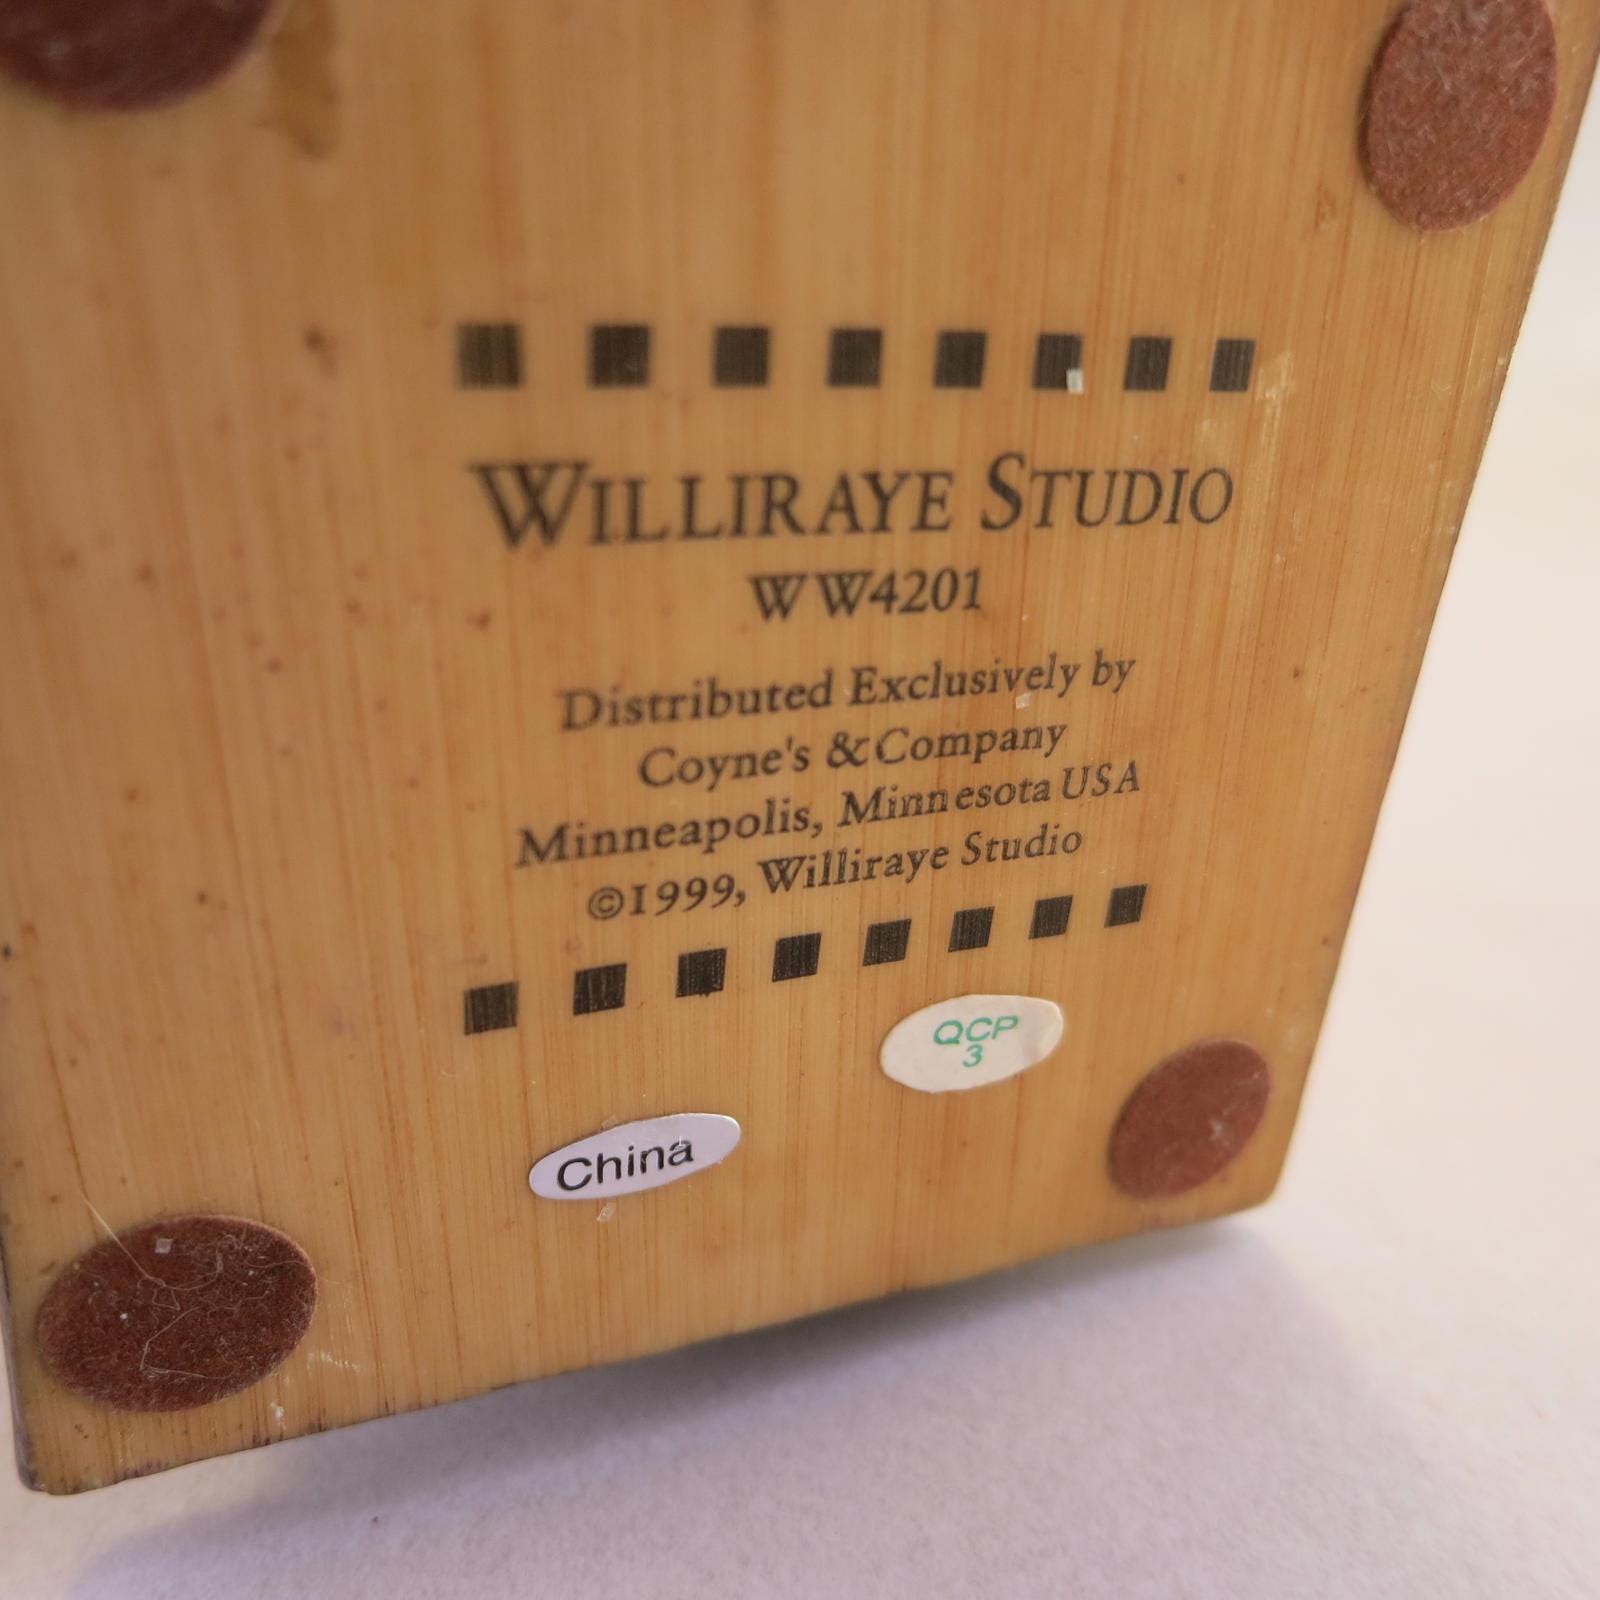 WILLIRAYE STUDIO
WW4201
Distributed Exclusively by
Coyne's & Company
Minneapolis, Minnesota USA
©1999, Williraye Studio
QCP
3
China